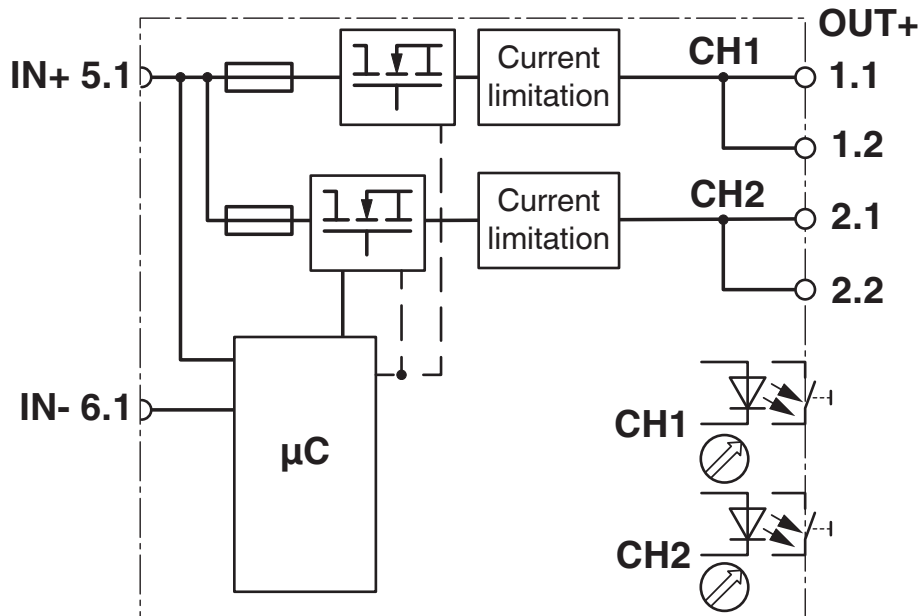 OUT+
IN+ 5.1
Current
limitation
CH1
1.1
1.2
Current
limitation
CH2
2.1
2.2
IN- 6.1
µC
CH1
CH2